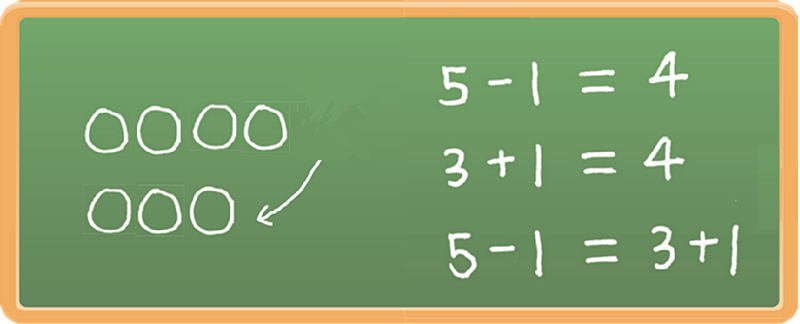 5 - 1 = 4
3 + 1 = 4
5 - 1 = 3 + 1